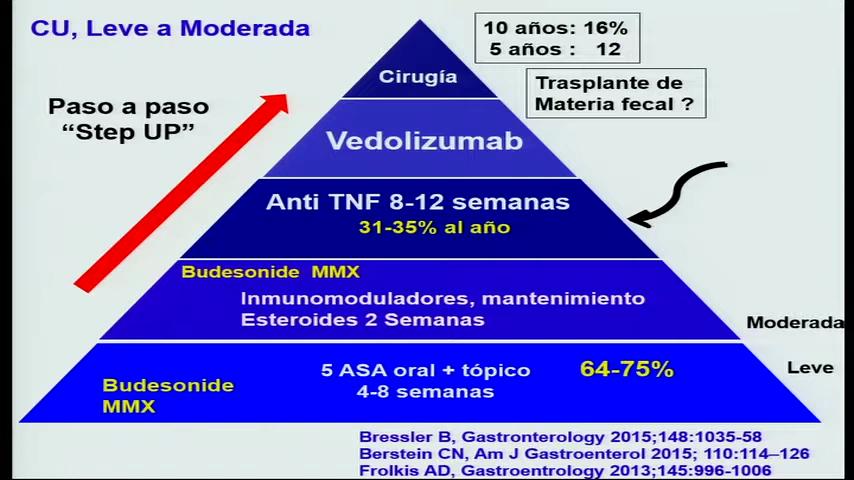 CU, Leve a Moderada
10 años: 16%
5 años : 12
Cirugía
Trasplante de
Materia fecal ?
Paso a paso
“Step UP”
Vedolizumab
Anti TNF 8-12 semanas
31-35% al año
Budesonide MMX
Inmunomoduladores, mantenimiento
Esteroides 2 Semanas
Moderada
5 ASA oral + tópico
4-8 semanas
64-75%
Leve
Budesonide
MMX
Bressler B, Gastronterology 2015;148:1035-58
Berstein CN, Am J Gastroenterol 2015; 110:114–126
Frolkis AD, Gastroentrology 2013;145:996-1006